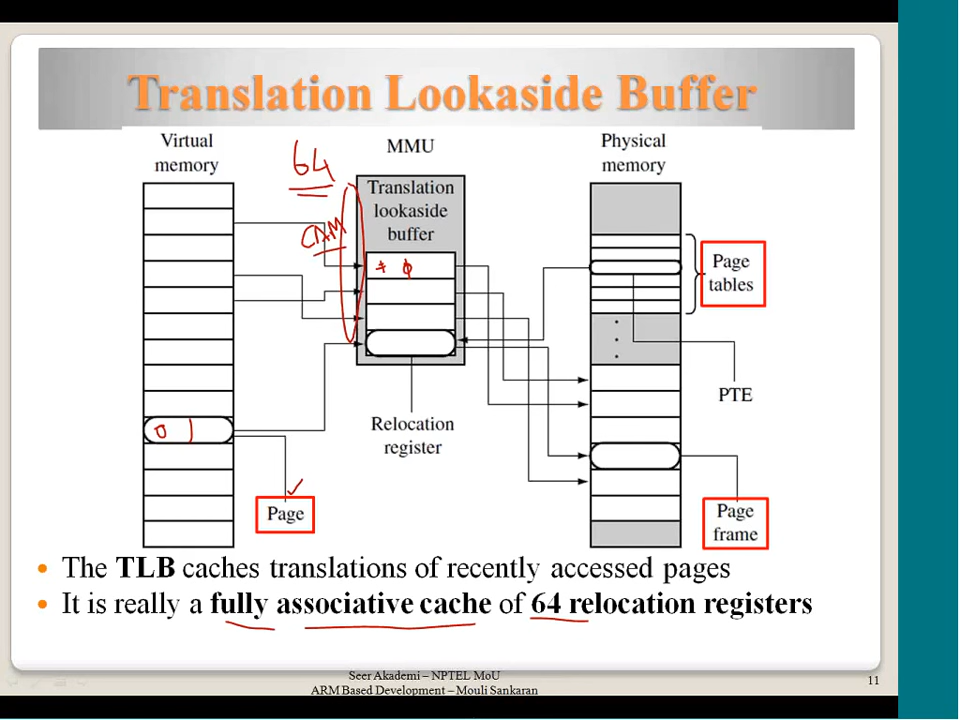 Translation Lookaside Buffer
Virtual
memory
64
MMU
Physical
memory
Translation
lookaside
buffer
CAM
Page
tables
PTE
Relocation
register
Page
Page
frame
The TLB caches translations of recently accessed pages
It is really a fully associative cache of 64 relocation registers
Seer Akademi – NPTEL MoU
ARM Based Development – Mouli Sankaran
11